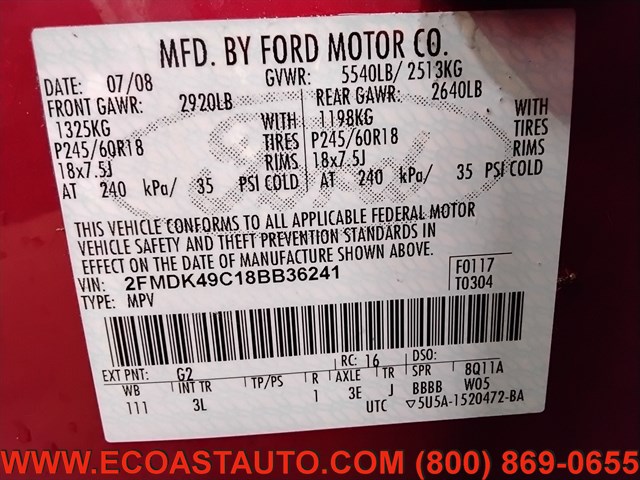 MFD. BY FORD MOTOR CO.
DATE: 07/08 GVWR: 5540LB/ 2513KG
FRONT GAWR: 2920LB REAR GAWR: 2640LB
1325KG WITH 1198KG WITH
P245/60R18 TIRES P245/60R18 TIRES
18x7.5J RIMS 18x7.5J RIMS
AT 240 kPa/ 35 PSI COLD AT 240 kPa/ 35 PSI COLD
Ford
THIS VEHICLE CONFORMS TO ALL APPLICABLE FEDERAL MOTOR
VEHICLE SAFETY AND THEFT PREVENTION STANDARDS IN
EFFECT ON THE DATE OF MANUFACTURE SHOWN ABOVE.
VIN: 2FMDK49C18BB36241 F0117
TYPE: MPV T0304
EXT PNT: G2 RC: 16 DSO:
WB INT TR TP/PS R AXLE TR SPR 8Q11A
111 3L 1 3E J BBBB W05
UTC ▽5U5A-1520472-BA
WWW.ECOASTAUTO.COM (800) 869-0655